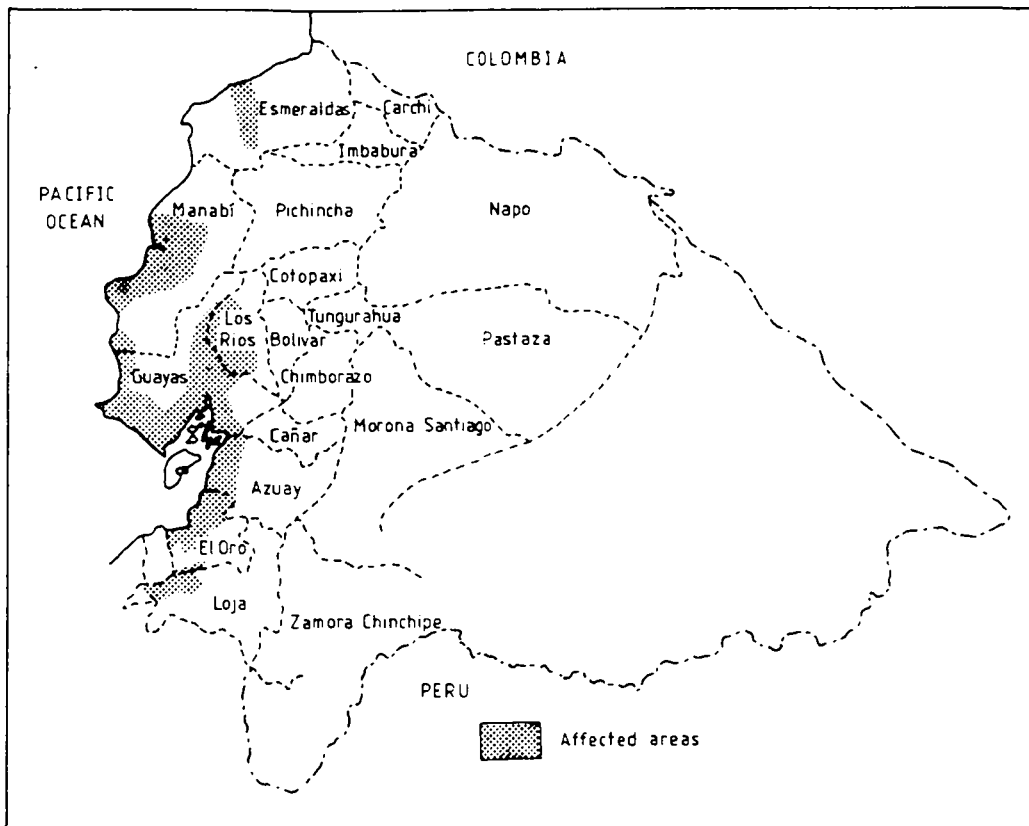 COLOMBIA
Esmeraldas
Carchi
Imbabura
PACIFIC
OCEAN
Manabí
Pichincha
Napo
Cotopaxi
Los
Rios
Bolivar
Tungurahua
Pastaza
Guayas
Chimborazo
Morona Santiago
Cañar
Azuay
El Oro
Loja
Zamora Chinchipe
PERU
Affected areas